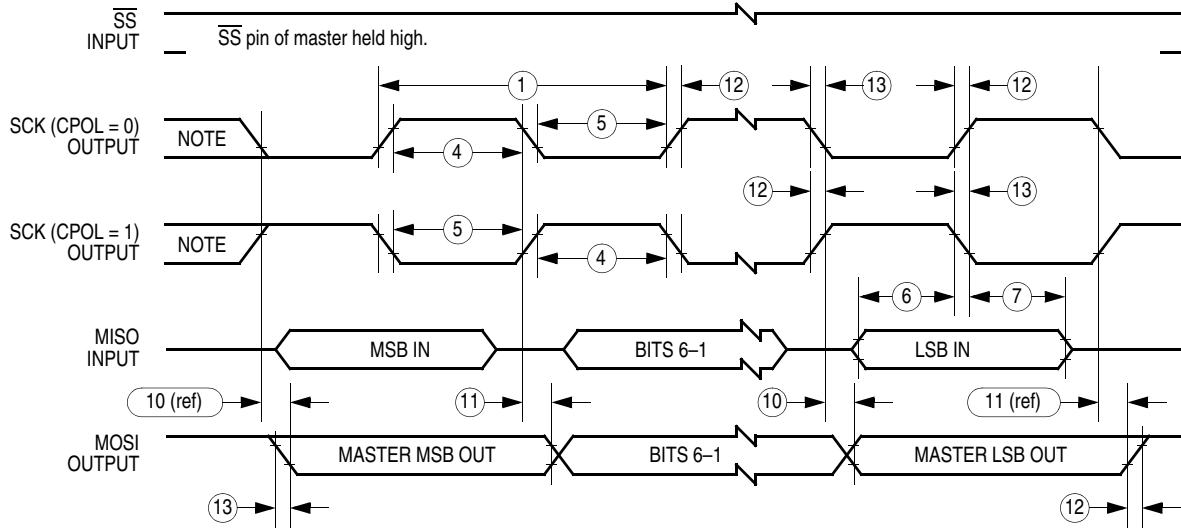 SS
INPUT
SS pin of master held high.
1
12
13
12
SCK (CPOL = 0)
OUTPUT
NOTE
5
4
12
13
SCK (CPOL = 1)
OUTPUT
NOTE
5
4
6
7
MISO
INPUT
MSB IN
BITS 6–1
LSB IN
10 (ref)
11
10
11 (ref)
MOSI
OUTPUT
MASTER MSB OUT
BITS 6–1
MASTER LSB OUT
13
12